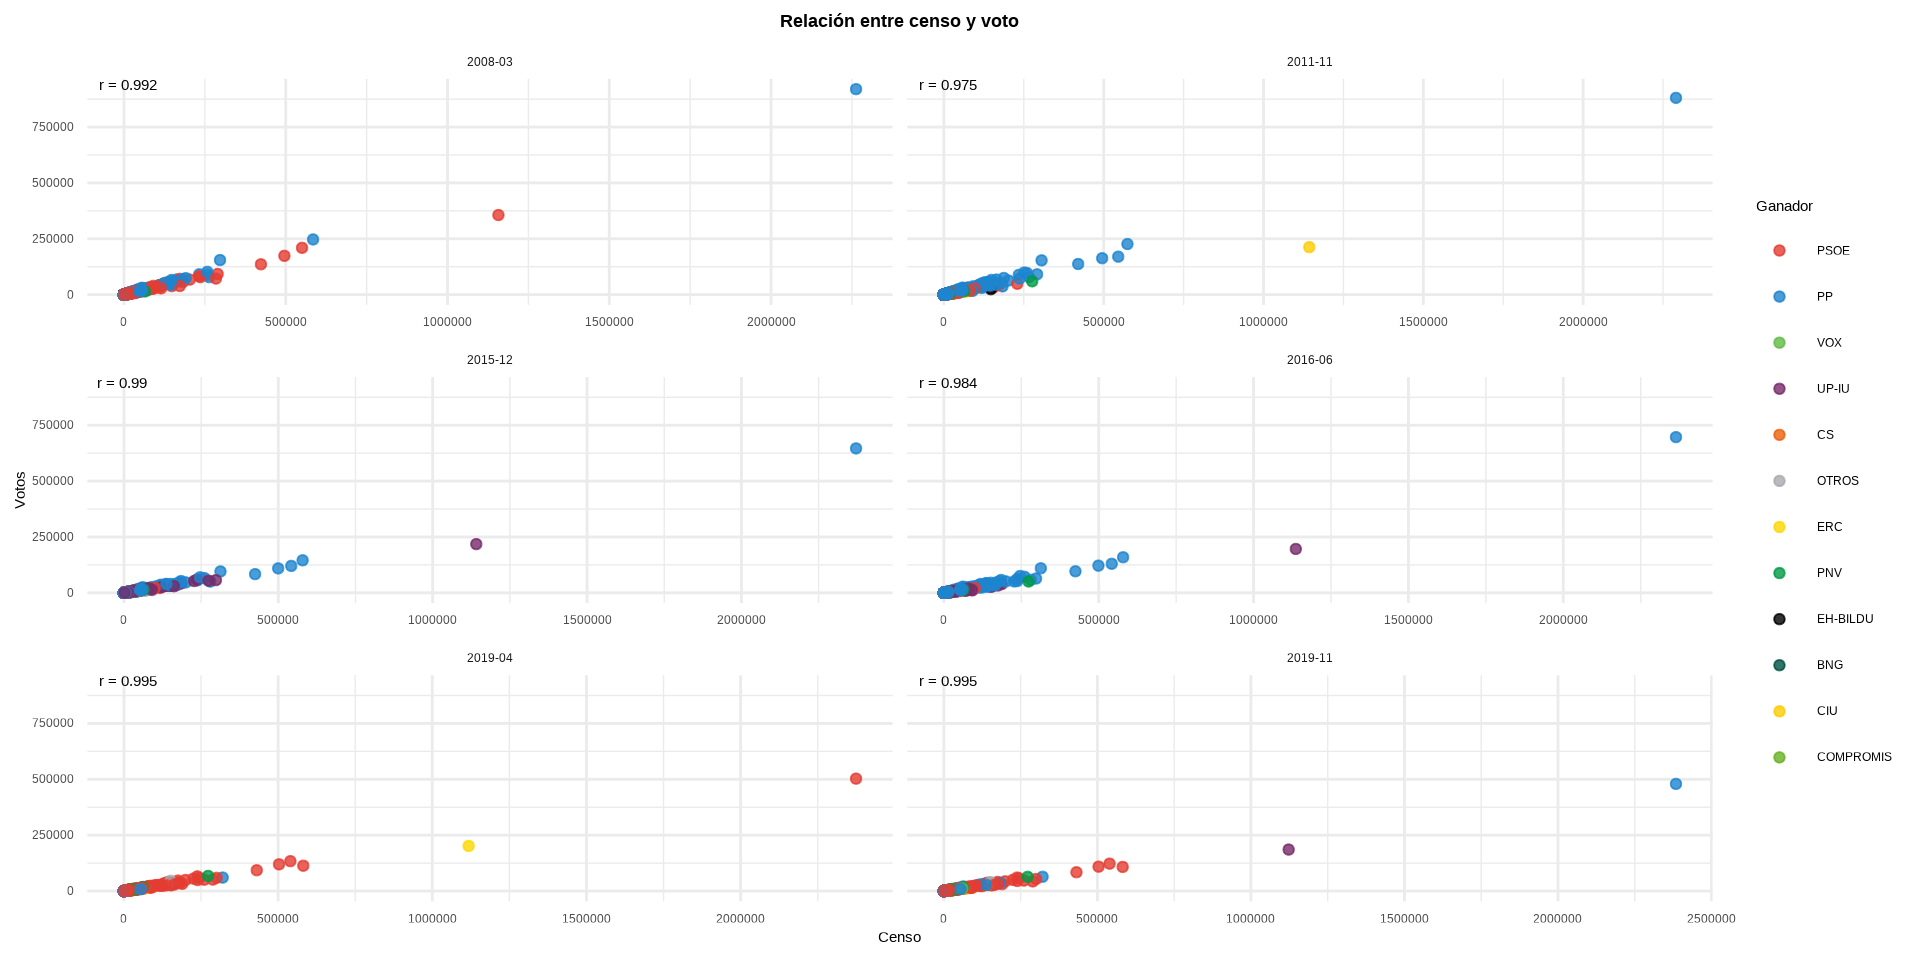 Relación entre censo y voto
2008-03
2011-11
r = 0.992
r = 0.975
750000
500000
250000
0
0 500000 1000000 1500000 2000000
0 500000 1000000 1500000 2000000
2015-12
2016-06
r = 0.99
r = 0.984
750000
500000
250000
0
0 500000 1000000 1500000 2000000
0 500000 1000000 1500000 2000000
2019-04
2019-11
r = 0.995
r = 0.995
750000
500000
250000
0
0 500000 1000000 1500000 2000000
0 500000 1000000 1500000 2000000 2500000
Votos
Censo
Ganador
PSOE
PP
VOX
UP-IU
CS
OTROS
ERC
PNV
EH-BILDU
BNG
CIU
COMPROMIS